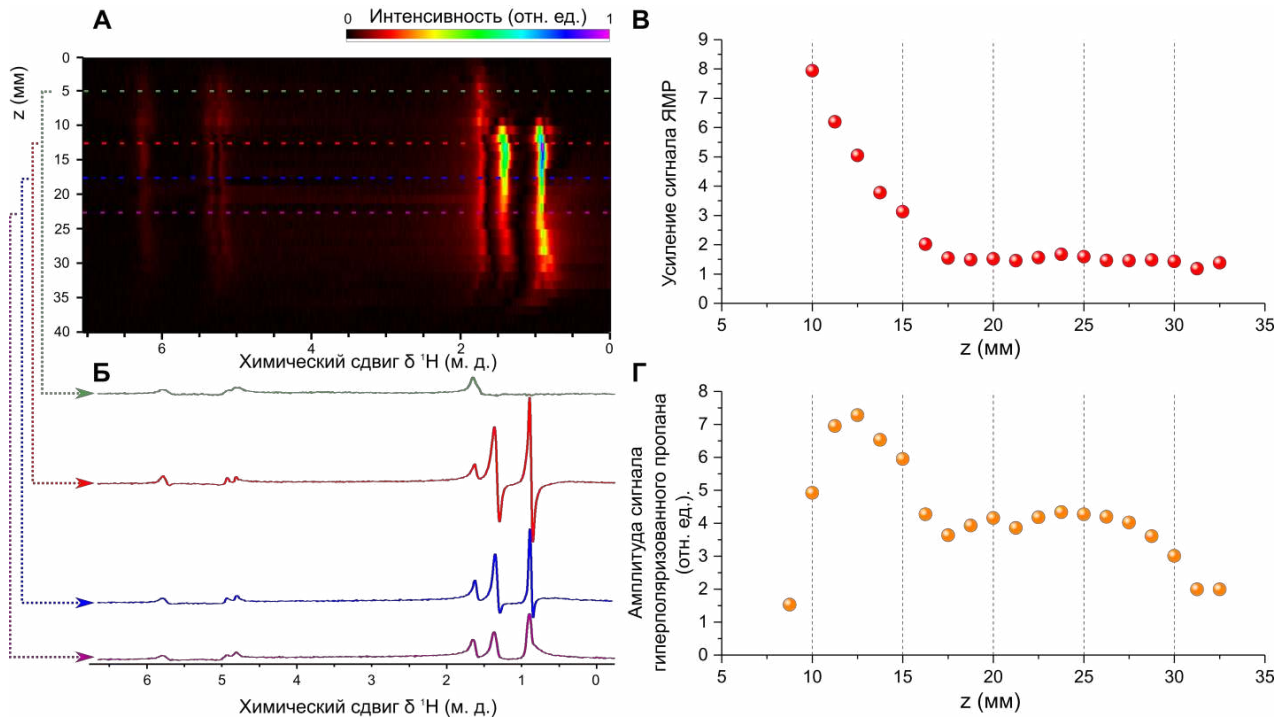 А
0 Интенсивность (отн. ед.) 1
z (мм)
0
5
10
15
20
25
30
35
40
6 4 2 0
Химический сдвиг δ ¹H (м. д.)
Б
6 5 4 3 2 1 0
Химический сдвиг δ ¹H (м. д.)
В
Усиление сигнала ЯМР
9
8
7
6
5
4
3
2
1
0
5 10 15 20 25 30 35
z (мм)
Г
Амплитуда сигнала
гиперполяризованного пропана
(отн. ед.).
8
7
6
5
4
3
2
1
0
5 10 15 20 25 30 35
z (мм)